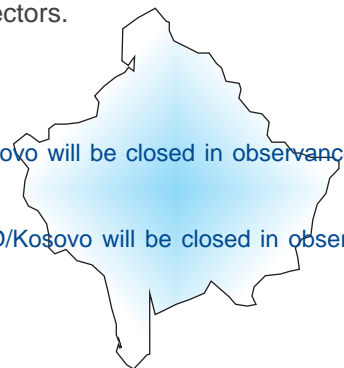 ectors.
ovo will be closed in observanc
D/Kosovo will be closed in obser